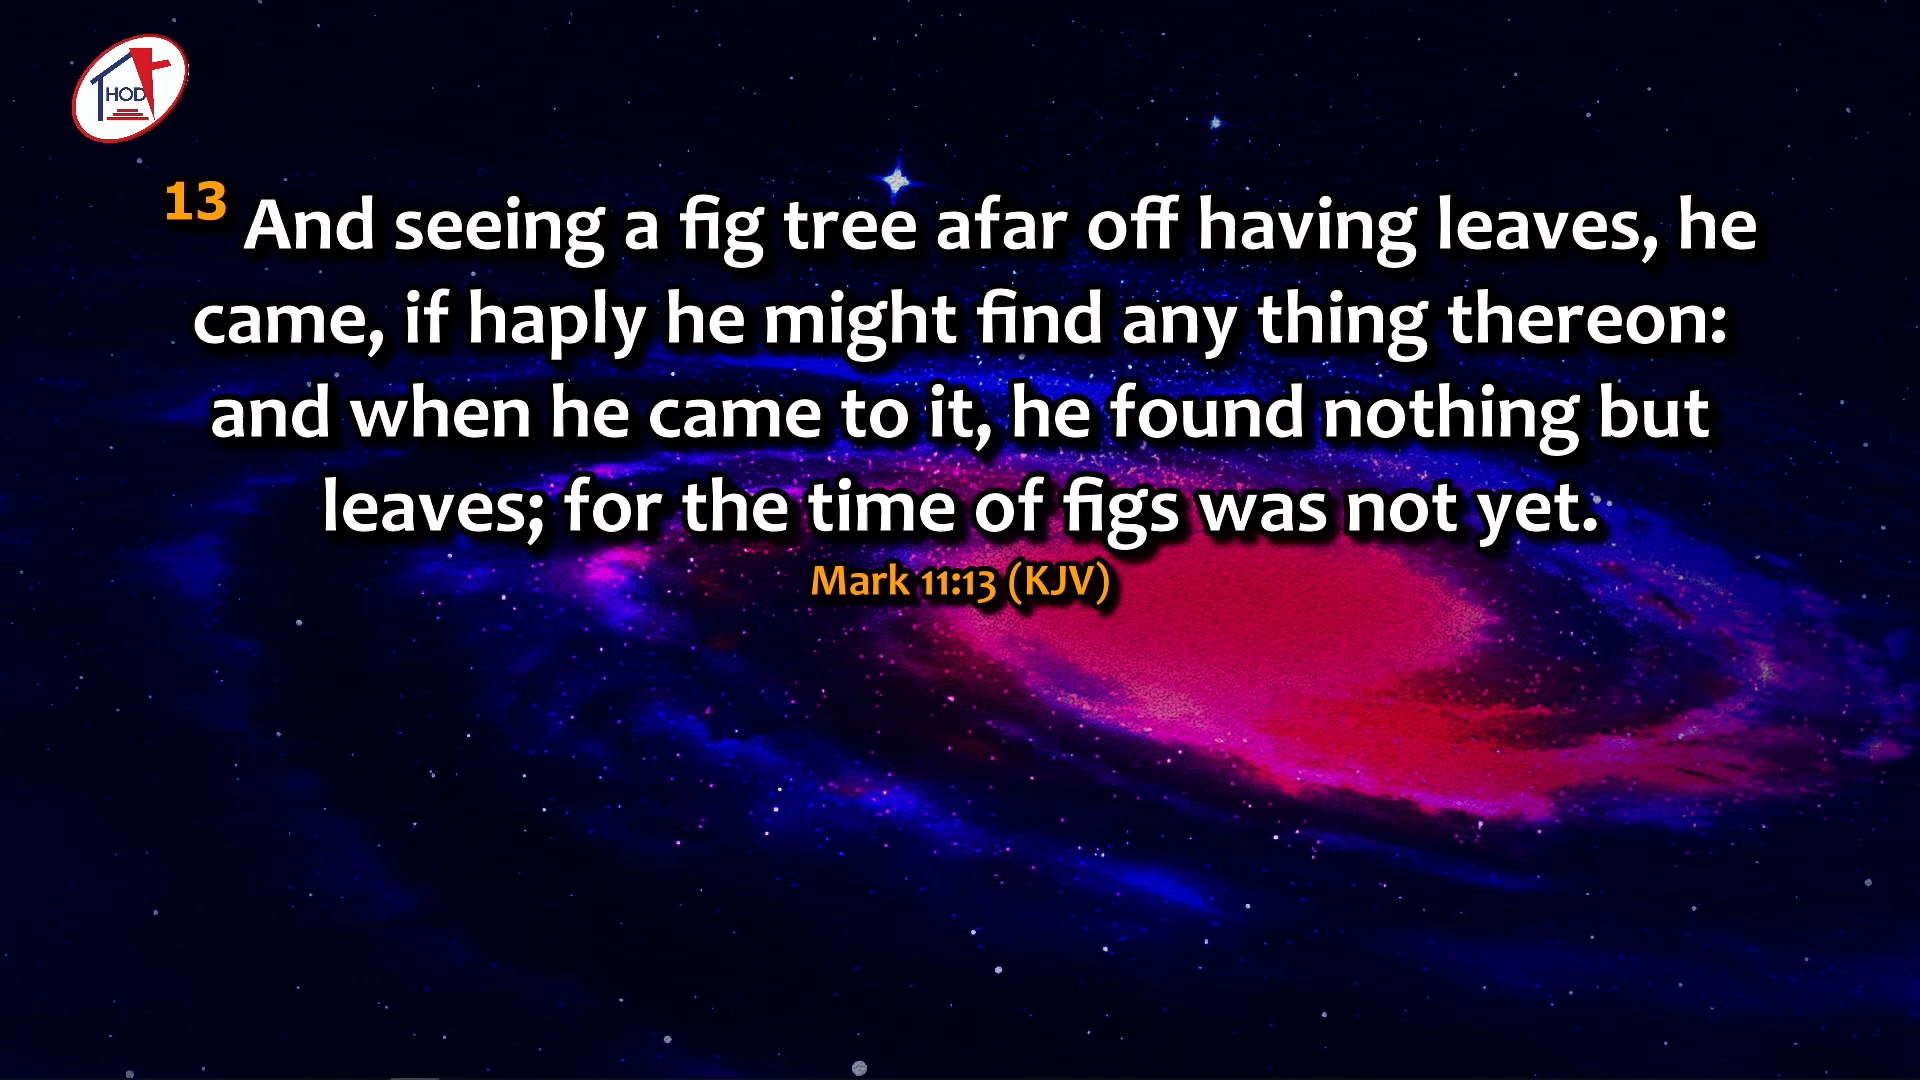 HOD
13 And seeing a fig tree afar off having leaves, he
came, if haply he might find any thing thereon:
and when he came to it, he found nothing but
leaves; for the time of figs was not yet.
Mark 11:13 (KJV)